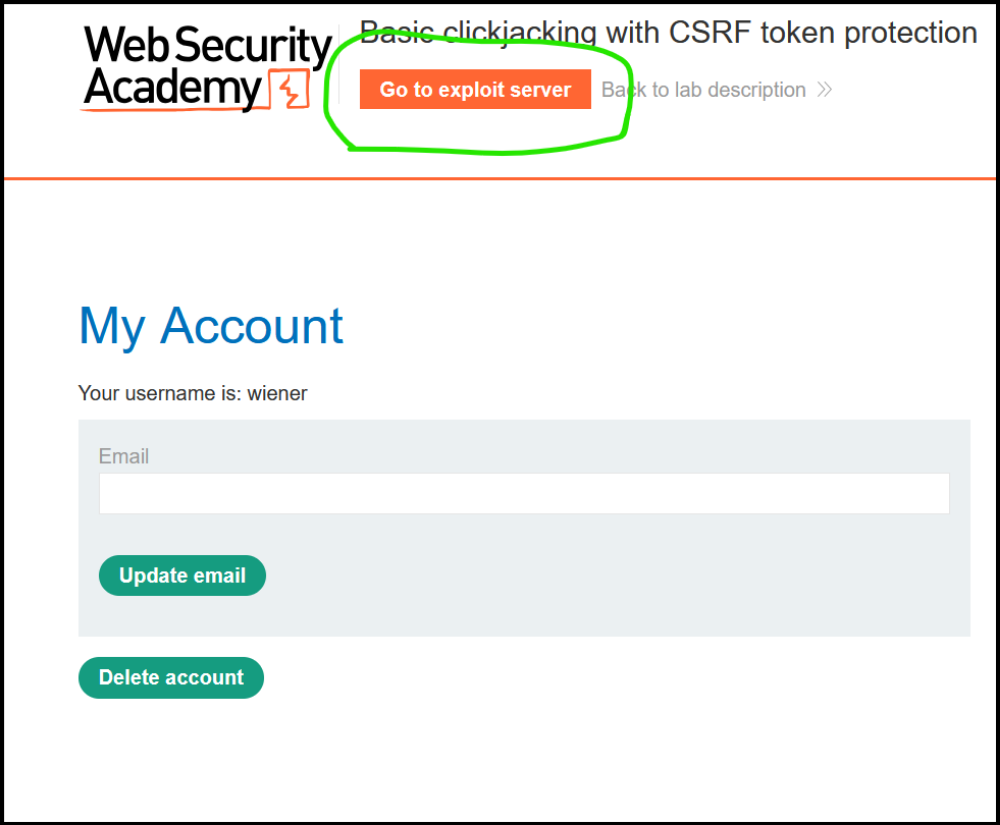 Web Security
Academy
Basic clickjacking with CSRF token protection
Go to exploit server
Back to lab description
My Account
Your username is: wiener
Email
Update email
Delete account